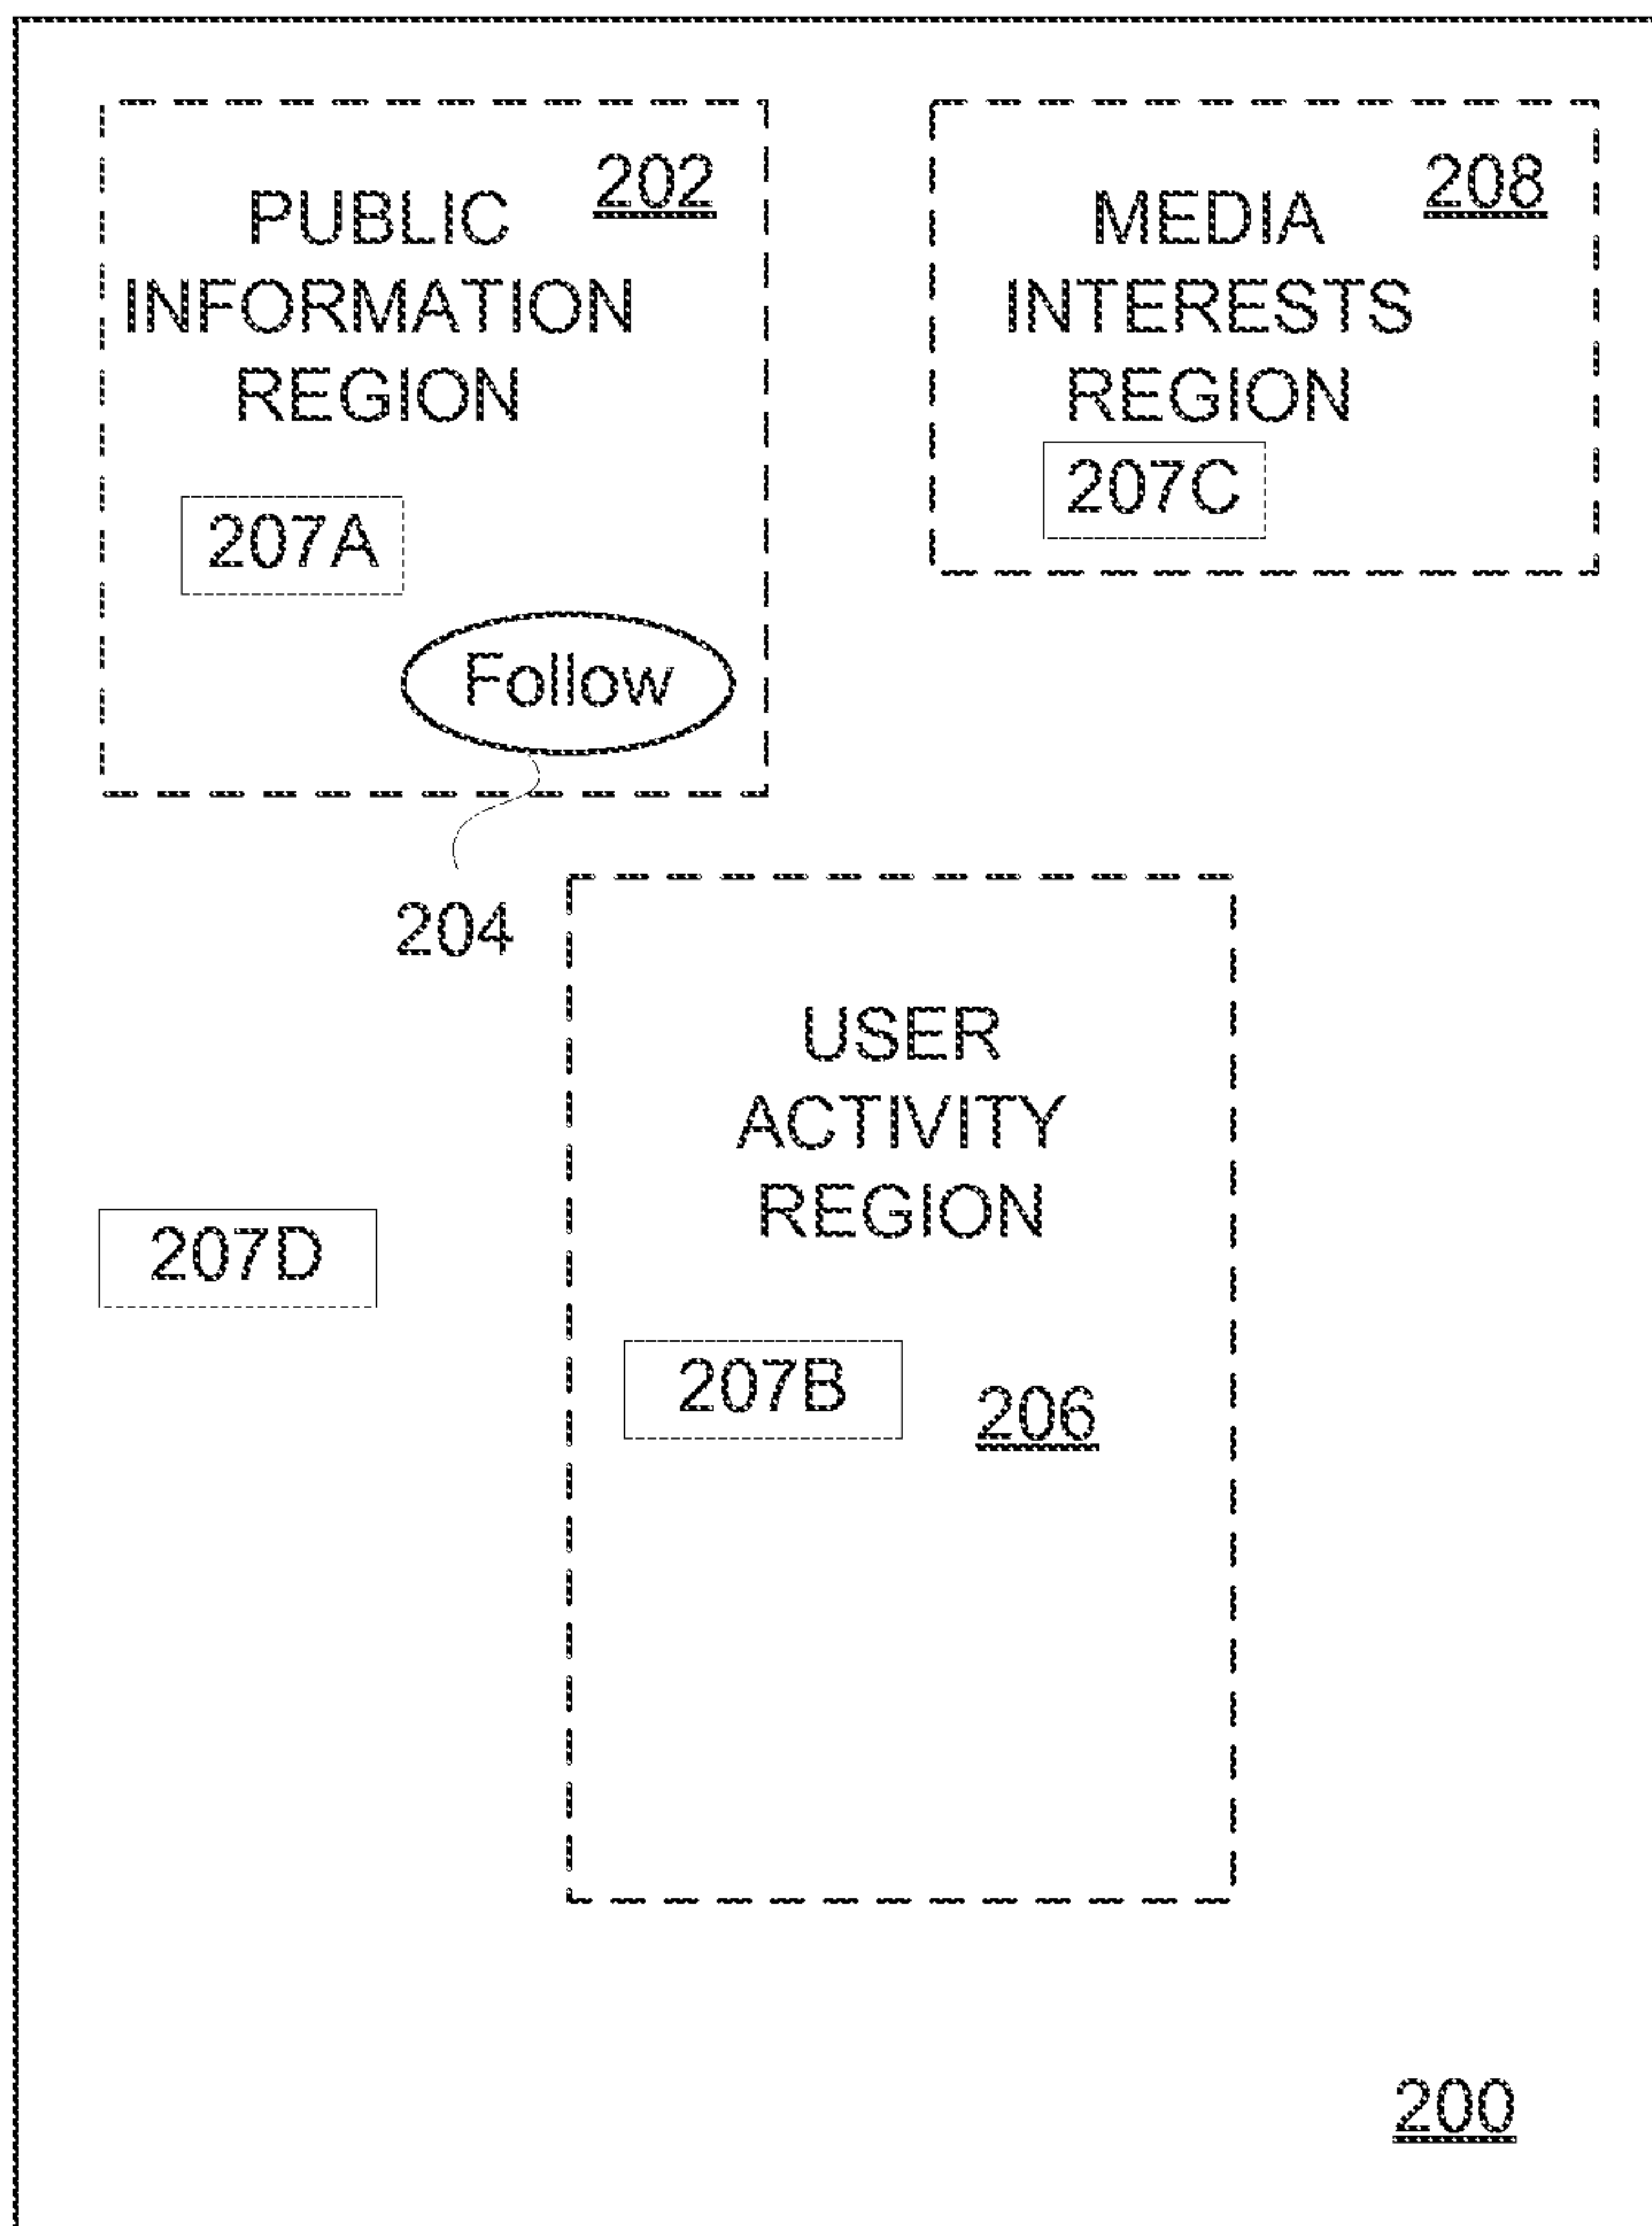 202
PUBLIC
INFORMATION
REGION
207A
Follow
204
208
MEDIA
INTERESTS
REGION
207C
USER
ACTIVITY
REGION
207D
207B
206
200